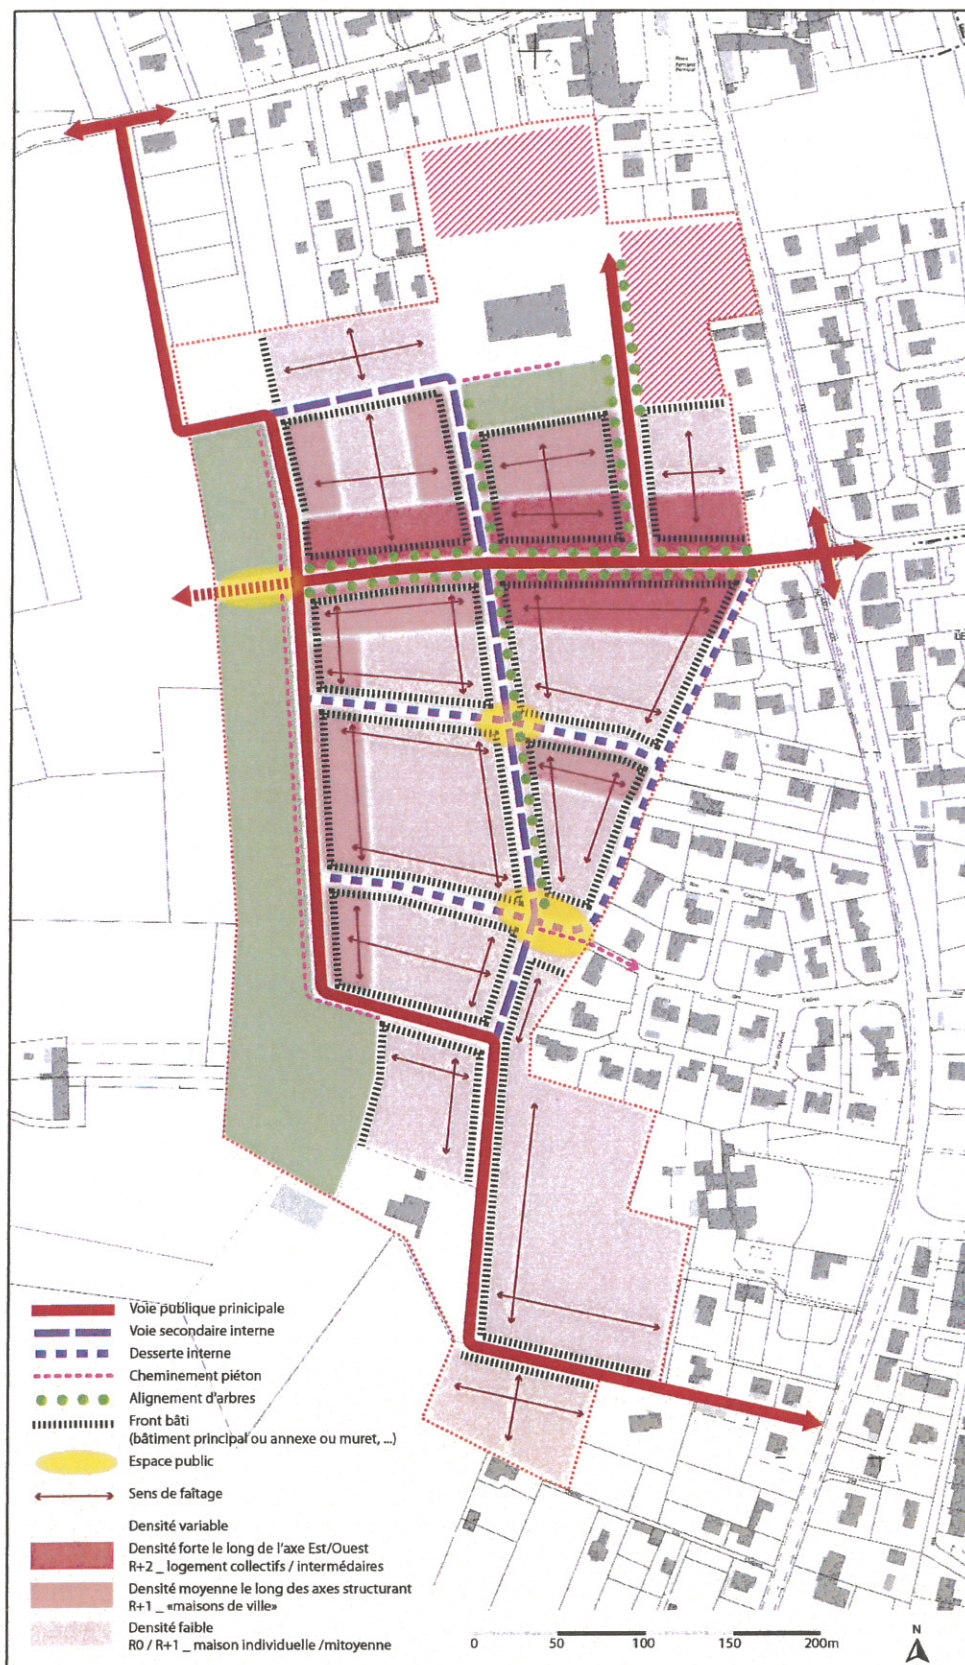 Voie publique prinicipale
Voie secondaire interne
Desserte interne
Cheminement piéton
Alignement d'arbres
Front bâti
(bâtiment principal ou annexe ou muret, ...)
Espace public
Sens de faîtage
Densité variable
Densité forte le long de l'axe Est/Ouest
R+2 _ logement collectifs / intermédaires
Densité moyenne le long des axes structurant
R+1 _ «maisons de ville»
Densité faible
R0 / R+1 _ maison individuelle /mitoyenne
0 50 100 150 200m
N